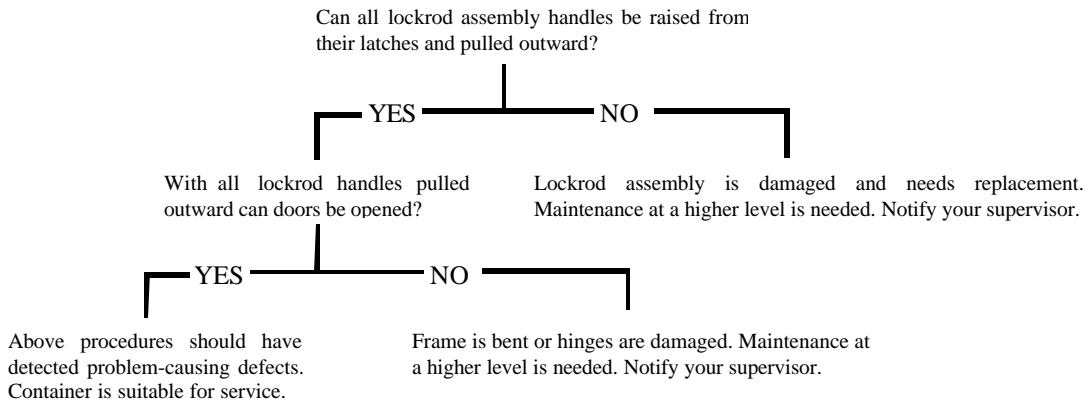 Can all lockrod assembly handles be raised from
their latches and pulled outward?
YES
NO
With all lockrod handles pulled
outward can doors be opened?
Lockrod assembly is damaged and needs replacement.
Maintenance at a higher level is needed. Notify your supervisor.
YES
NO
Above procedures should have
detected problem-causing defects.
Container is suitable for service.
Frame is bent or hinges are damaged. Maintenance at
a higher level is needed. Notify your supervisor.